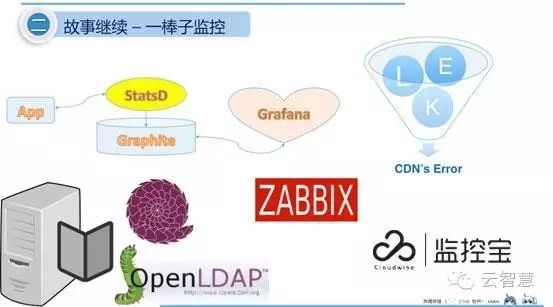 二 故事继续 – 一棒子监控
StatsD
App
Graphite
Grafana
L
E
K
CDN's Error
ZABBIX
OpenLDAP™
http://www.OpenLDAP.org
Cloudwise
监控宝
云智慧